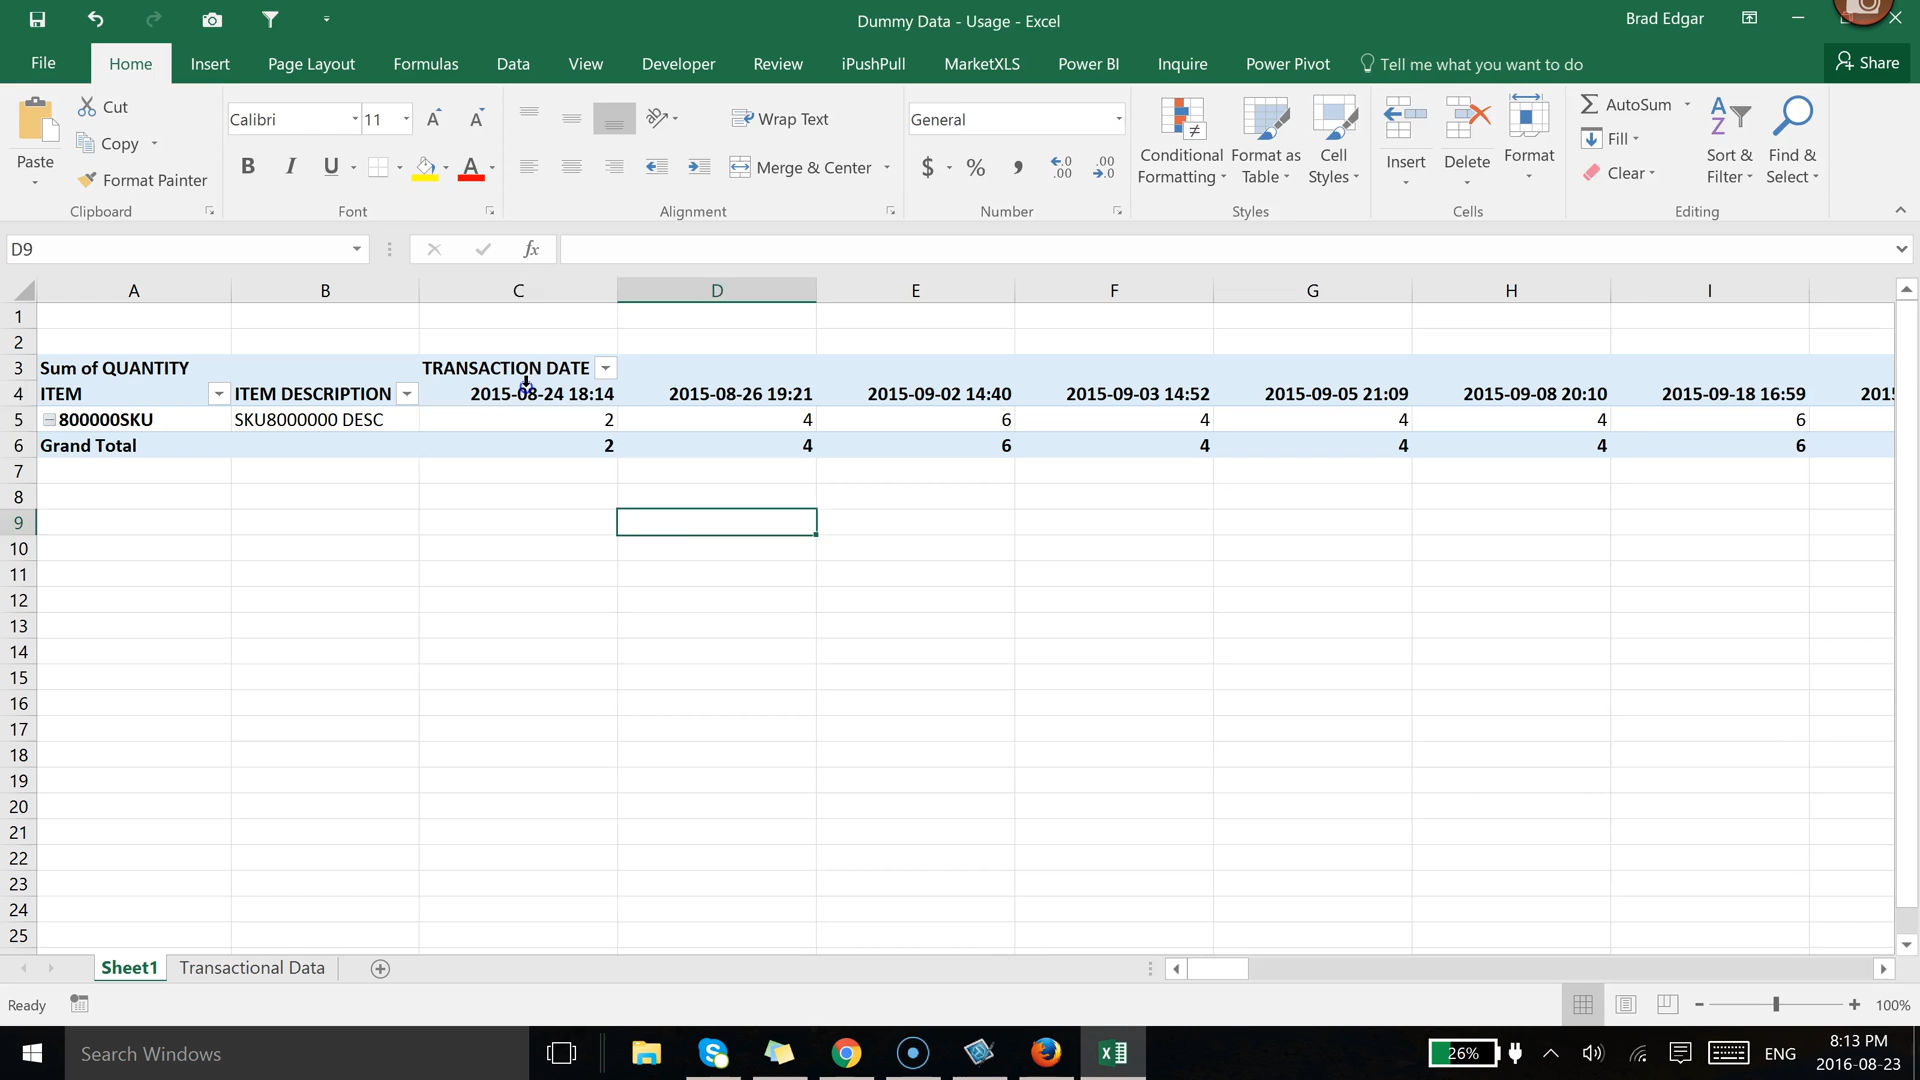 Dummy Data - Usage - Excel
Brad Edgar
File Home Insert Page Layout Formulas Data View Developer Review iPushPull MarketXLS Power BI Inquire Power Pivot Tell me what you want to do Share
Paste
Cut
Copy
Format Painter
Clipboard
Calibri 11
B I U A
Font
Wrap Text
Merge & Center
Alignment
General
$ % ,
Number
Conditional Formatting
Format as Table
Cell Styles
Styles
Insert
Delete
Format
Cells
AutoSum
Fill
Clear
Sort & Filter
Find & Select
Editing
D9 fx
A B C D E F G H I
1
2
3 Sum of QUANTITY TRANSACTION DATE
4 ITEM ITEM DESCRIPTION 2015-08-24 18:14 2015-08-26 19:21 2015-09-02 14:40 2015-09-03 14:52 2015-09-05 21:09 2015-09-08 20:10 2015-09-18 16:59 2015
5 800000SKU SKU8000000 DESC 2 4 6 4 4 4 6
6 Grand Total 2 4 6 4 4 4 6
7
8
9
10
11
12
13
14
15
16
17
18
19
20
21
22
23
24
25
Sheet1 Transactional Data
Ready 100%
Search Windows
26% ENG 8:13 PM
2016-08-23